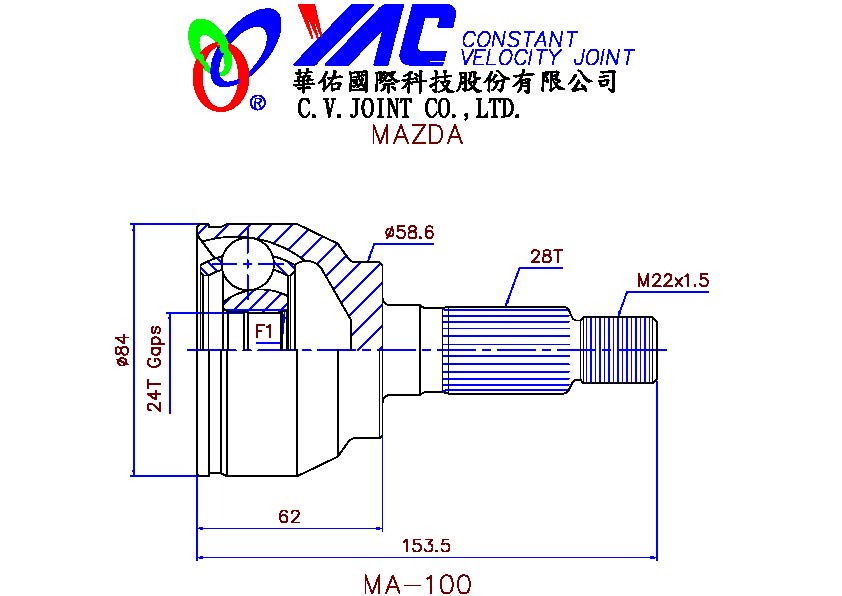 YAC CONSTANT
VELOCITY JOINT
®
華佑國際科技股份有限公司
C.V.JOINT CO.,LTD.
MAZDA
ø58.6
28T
M22x1.5
F1
ø84
24T Gaps
62
153.5
MA-100